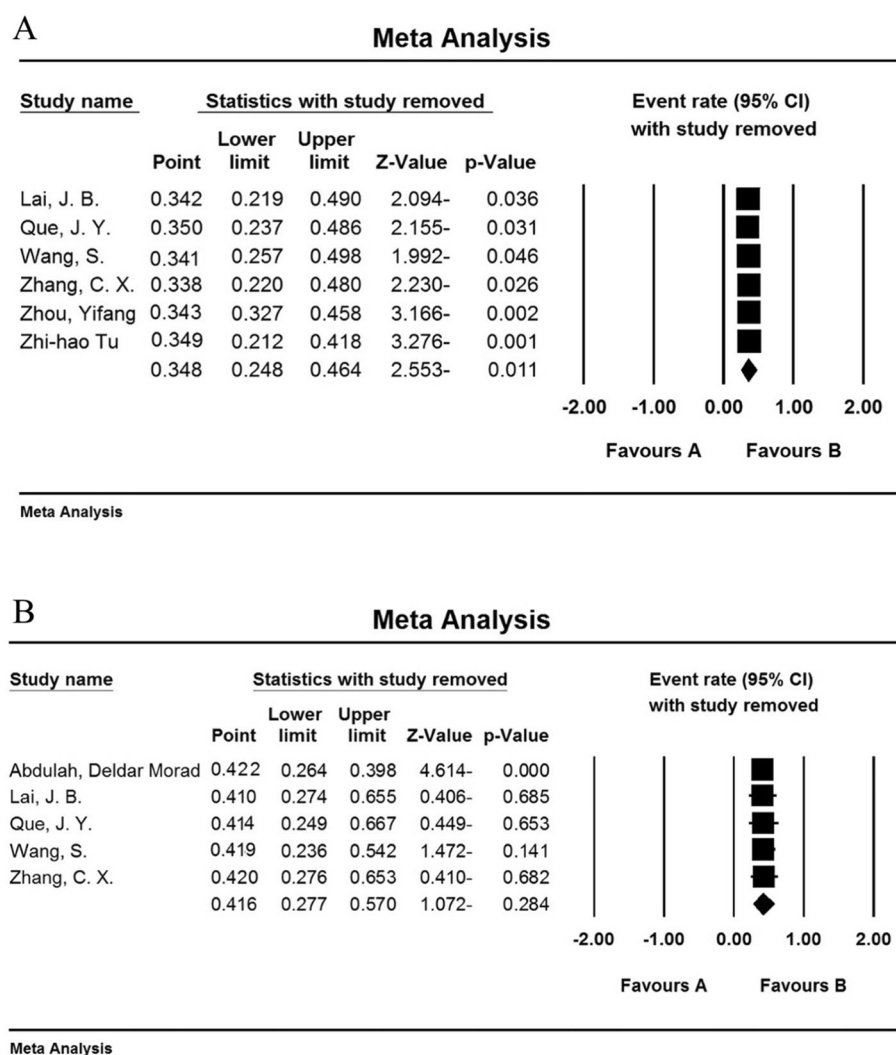 A
Meta Analysis
Study name Statistics with study removed Event rate (95% CI)
with study removed
Lower Upper
Point limit limit Z-Value p-Value
Lai, J. B. 0.342 0.219 0.490 2.094- 0.036
Que, J. Y. 0.350 0.237 0.486 2.155- 0.031
Wang, S. 0.341 0.257 0.498 1.992- 0.046
Zhang, C. X. 0.338 0.220 0.480 2.230- 0.026
Zhou, Yifang 0.343 0.327 0.458 3.166- 0.002
Zhi-hao Tu 0.349 0.212 0.418 3.276- 0.001
0.348 0.248 0.464 2.553- 0.011
-2.00 -1.00 0.00 1.00 2.00
Favours A Favours B
Meta Analysis
B
Meta Analysis
Study name Statistics with study removed Event rate (95% CI)
with study removed
Lower Upper
Point limit limit Z-Value p-Value
Abdulah, Deldar Morad 0.422 0.264 0.398 4.614- 0.000
Lai, J. B. 0.410 0.274 0.655 0.406- 0.685
Que, J. Y. 0.414 0.249 0.667 0.449- 0.653
Wang, S. 0.419 0.236 0.542 1.472- 0.141
Zhang, C. X. 0.420 0.276 0.653 0.410- 0.682
0.416 0.277 0.570 1.072- 0.284
-2.00 -1.00 0.00 1.00 2.00
Favours A Favours B
Meta Analysis